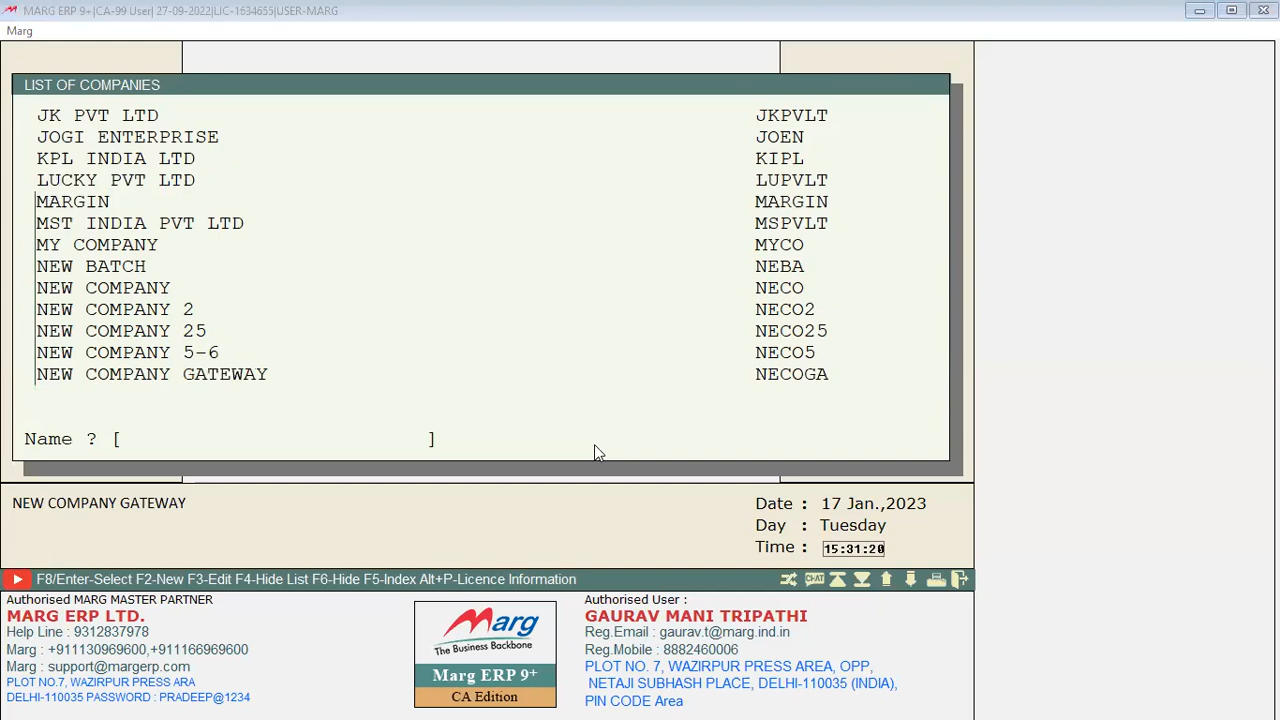 MARG ERP 9+|CA-99 User| 27-09-2022|LIC-1634655|USER-MARG
Marg
LIST OF COMPANIES
JK PVT LTD JKPVLT
JOGI ENTERPRISE JOEN
KPL INDIA LTD KIPL
LUCKY PVT LTD LUPVLT
MARGIN MARGIN
MST INDIA PVT LTD MSPVLT
MY COMPANY MYCO
NEW BATCH NEBA
NEW COMPANY NECO
NEW COMPANY 2 NECO2
NEW COMPANY 25 NECO25
NEW COMPANY 5-6 NECO5
NEW COMPANY GATEWAY NECOGA
Name ? [ ]
NEW COMPANY GATEWAY
Date : 17 Jan.,2023
Day : Tuesday
Time : 15:31:20
F8/Enter-Select F2-New F3-Edit F4-Hide List F6-Hide F5-Index Alt+P-Licence Information
CHAT
Authorised MARG MASTER PARTNER
MARG ERP LTD.
Help Line : 9312837978
Marg : +911130969600,+911166969600
Marg : support@margerp.com
PLOT NO.7, WAZIRPUR PRESS ARA
DELHI-110035 PASSWORD : PRADEEP@1234
Marg
The Business Backbone
Marg ERP 9+
CA Edition
Authorised User :
GAURAV MANI TRIPATHI
Reg.Email : gaurav.t@marg.ind.in
Reg.Mobile : 8882460006
PLOT NO. 7, WAZIRPUR PRESS AREA, OPP,
NETAJI SUBHASH PLACE, DELHI-110035 (INDIA),
PIN CODE Area